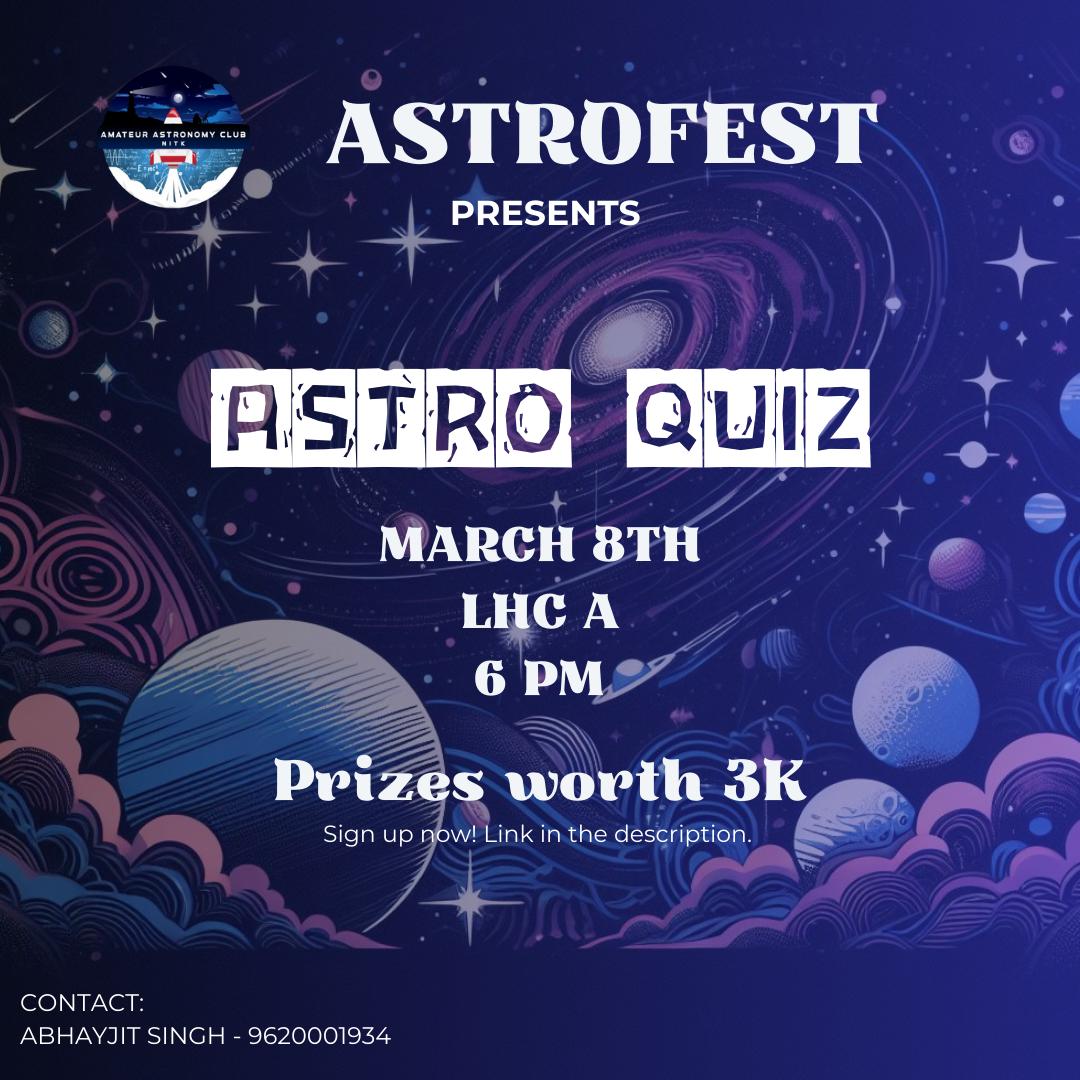 AMATEUR ASTRONOMY CLUB
NITK
ASTROFEST
PRESENTS
ASTRO QUIZ
MARCH 8TH
LHC A
6 PM
Prizes worth 3K
Sign up now! Link in the description.
CONTACT:
ABHAYJIT SINGH - 9620001934